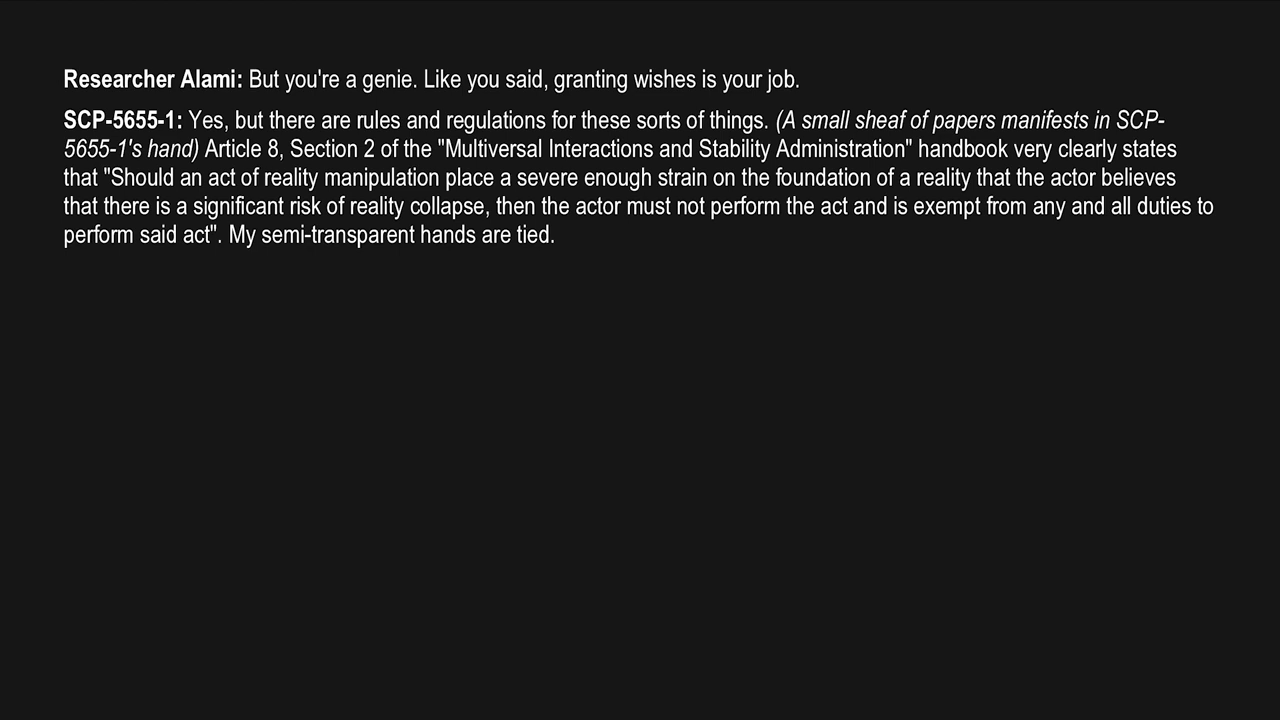 Researcher Alami: But you're a genie. Like you said, granting wishes is your job.
SCP-5655-1: Yes, but there are rules and regulations for these sorts of things. (A small sheaf of papers manifests in SCP-
5655-1's hand) Article 8, Section 2 of the "Multiversal Interactions and Stability Administration" handbook very clearly states
that "Should an act of reality manipulation place a severe enough strain on the foundation of a reality that the actor believes
that there is a significant risk of reality collapse, then the actor must not perform the act and is exempt from any and all duties to
perform said act". My semi-transparent hands are tied.